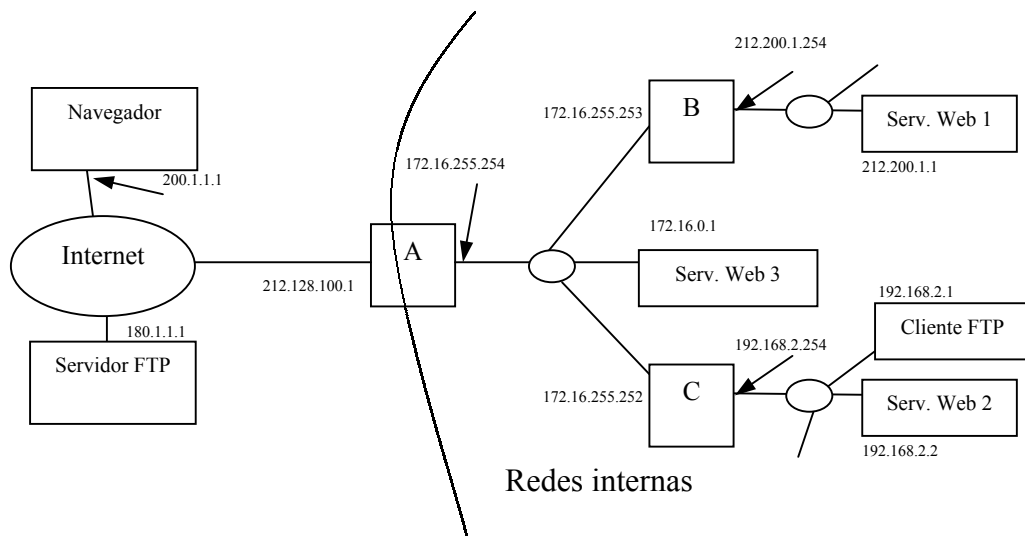 212.200.1.254
Navegador
B
Serv. Web 1
172.16.255.253
172.16.255.254
212.200.1.1
200.1.1.1
172.16.0.1
Internet
A
Serv. Web 3
212.128.100.1
192.168.2.1
Cliente FTP
180.1.1.1
Servidor FTP
192.168.2.254
172.16.255.252
C
Serv. Web 2
192.168.2.2
Redes internas